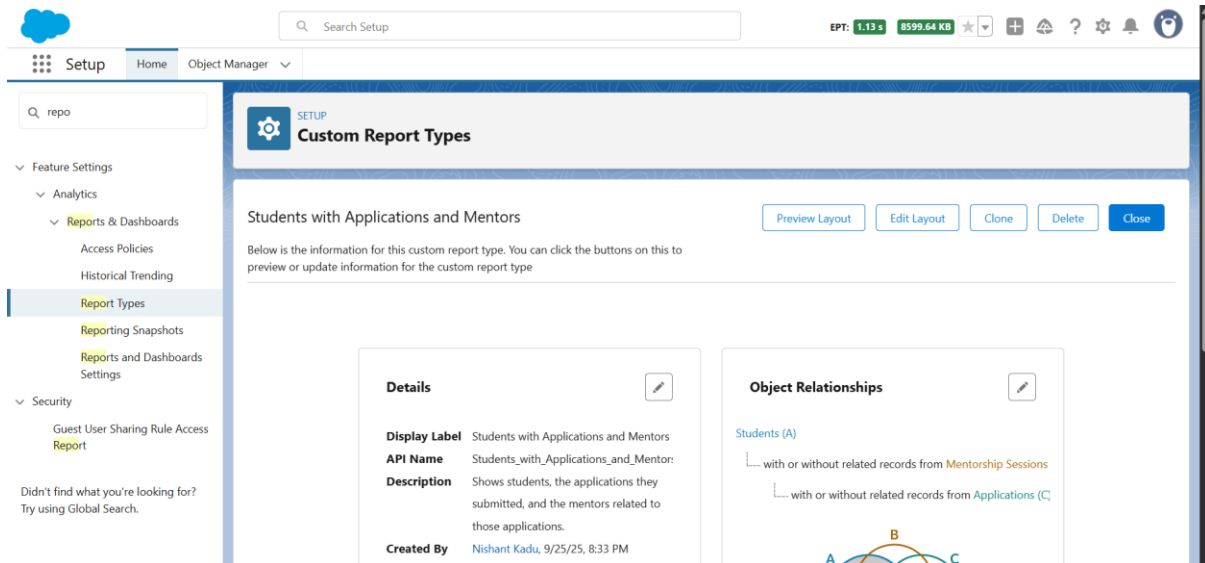 Search Setup
EPT: 1.13 s 8599.64 KB
Setup Home Object Manager
repo
Feature Settings
Analytics
Reports & Dashboards
Access Policies
Historical Trending
Report Types
Reporting Snapshots
Reports and Dashboards
Settings
Security
Guest User Sharing Rule Access
Report
Didn't find what you're looking for?
Try using Global Search.
SETUP
Custom Report Types
Students with Applications and Mentors
Preview Layout Edit Layout Clone Delete Close
Below is the information for this custom report type. You can click the buttons on this to
preview or update information for the custom report type
Details
Display Label Students with Applications and Mentors
API Name Students_with_Applications_and_Mentors
Description Shows students, the applications they
submitted, and the mentors related to
those applications.
Created By Nishant Kadu, 9/25/25, 8:33 PM
Object Relationships
Students (A)
with or without related records from Mentorship Sessions
with or without related records from Applications (C)
B
A C